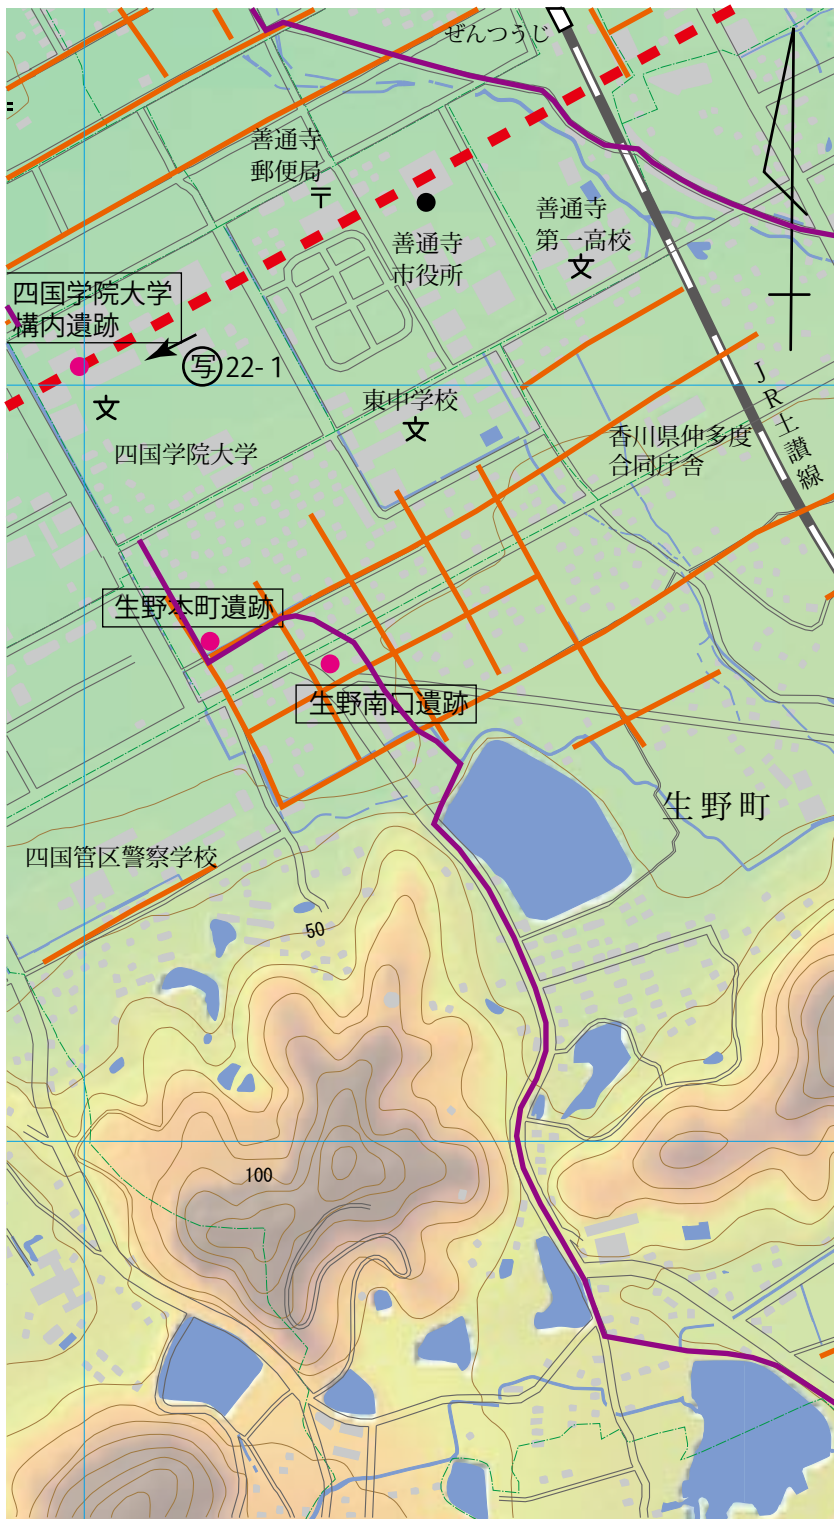 ぜんつうじ
善通寺
郵便局
善通寺
市役所
善通寺
第一高校
四国学院大学
構内遺跡
写 22-1
東中学校
四国学院大学
JR土讃線
香川県仲多度
合同庁舎
生野本町遺跡
生野南口遺跡
生野町
四国管区警察学校
50
100